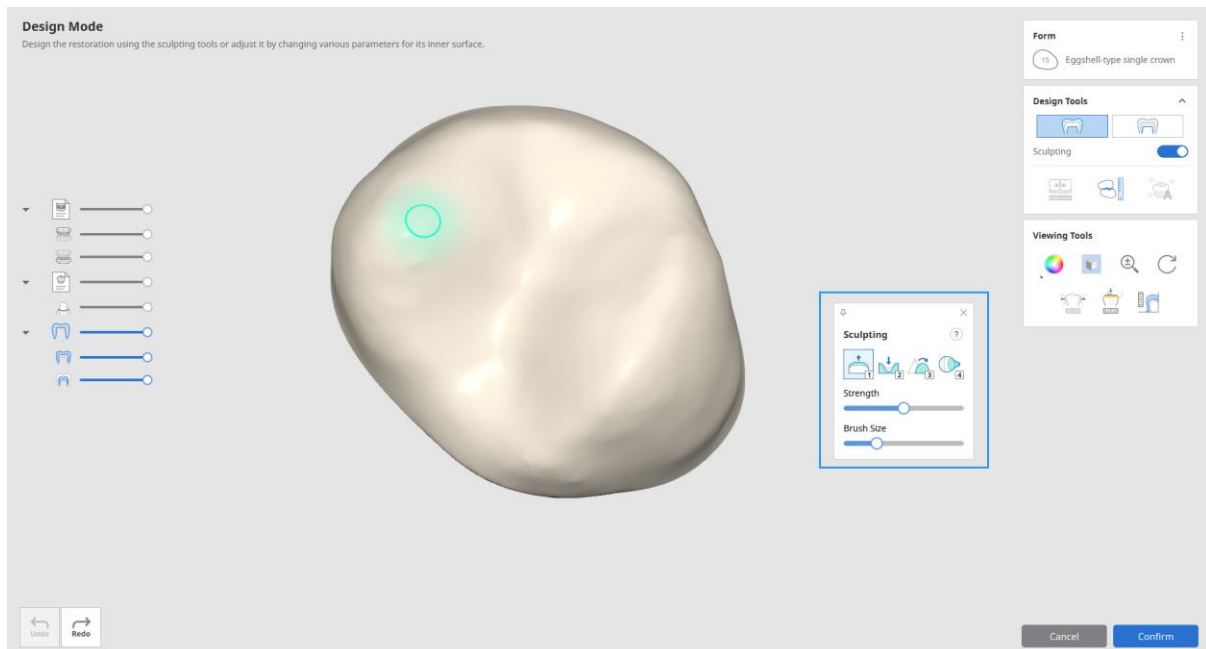 Design Mode
Design the restoration using the sculpting tools or adjust it by changing various parameters for its inner surface.
Form
15
Eggshell-type single crown
Design Tools
Sculpting
Viewing Tools
Sculpting
?
1 2 3 4
Strength
Brush Size
Undo
Redo
Cancel
Confirm